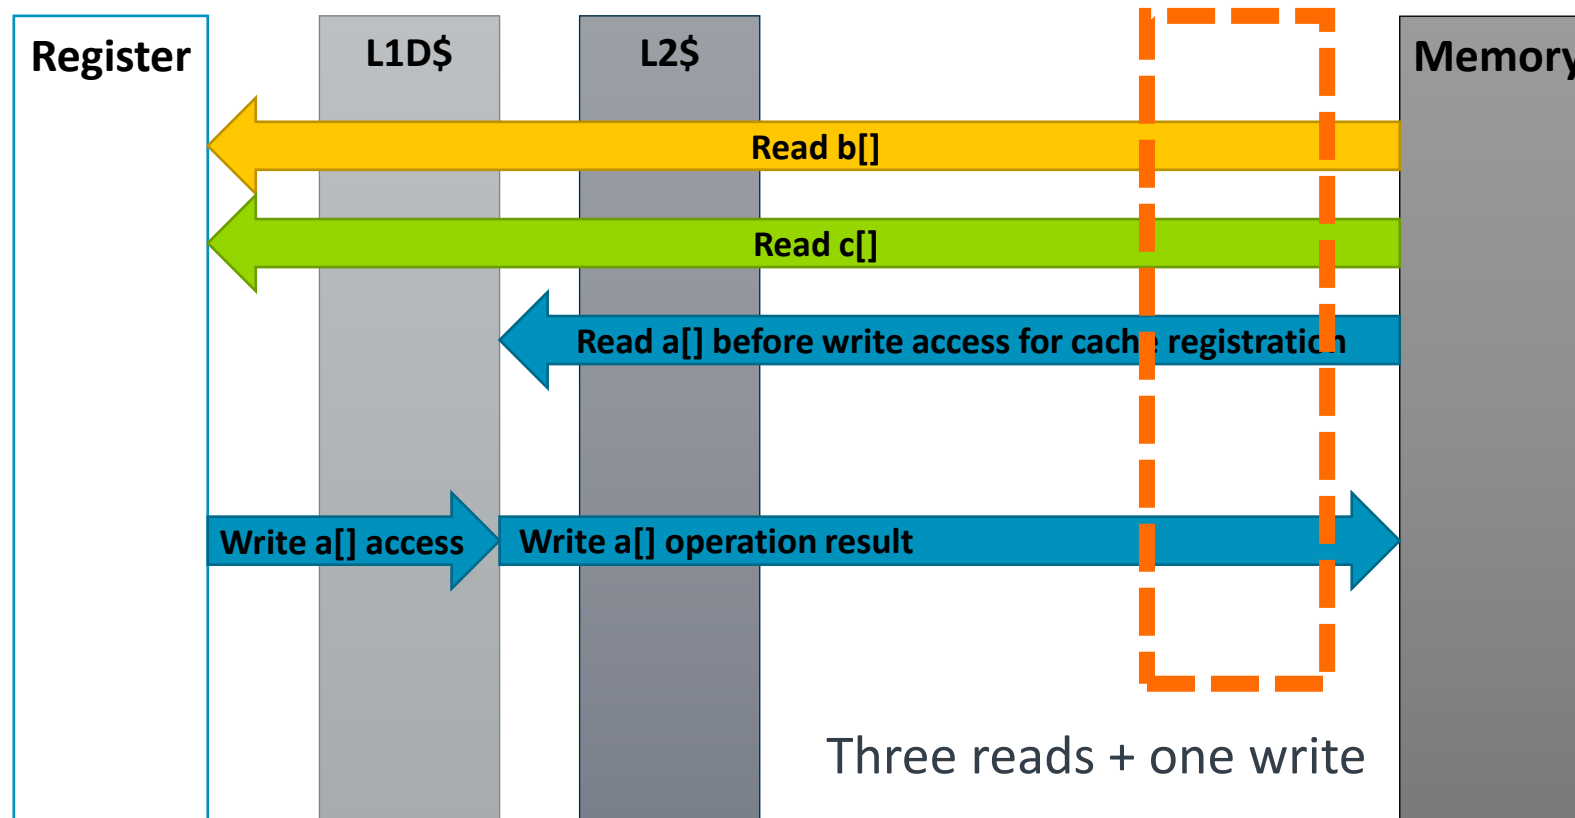 Register
L1D$
L2$
Memory
Read b[]
Read c[]
Read a[] before write access for cache registration
Write a[] access
Write a[] operation result
Three reads + one write